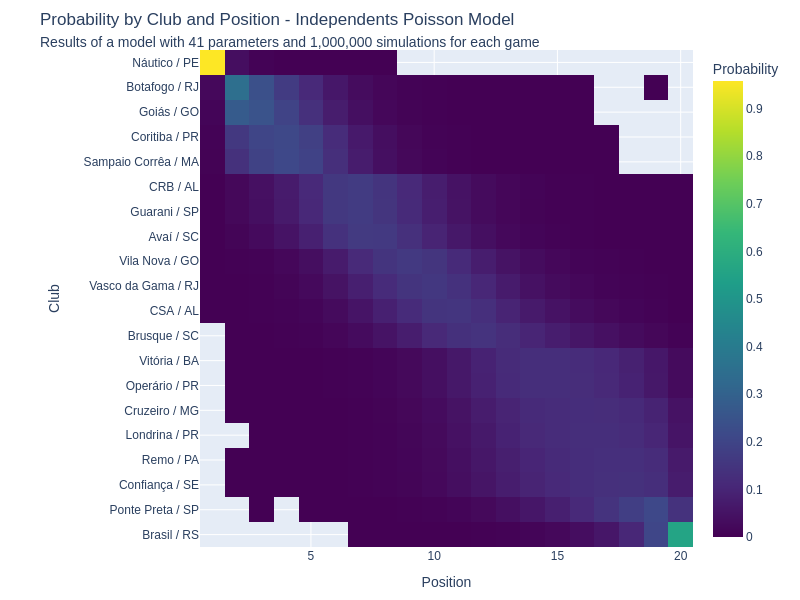 Probability by Club and Position - Independents Poisson Model
Results of a model with 41 parameters and 1,000,000 simulations for each game
Probability
Náutico / PE
Botafogo / RJ
Goiás / GO
Coritiba / PR
Sampaio Corrêa / MA
CRB / AL
Guarani / SP
Avaí / SC
Vila Nova / GO
Vasco da Gama / RJ
CSA / AL
Brusque / SC
Vitória / BA
Operário / PR
Cruzeiro / MG
Londrina / PR
Remo / PA
Confiança / SE
Ponte Preta / SP
Brasil / RS
Club
5
10
15
20
Position
0.9
0.8
0.7
0.6
0.5
0.4
0.3
0.2
0.1
0